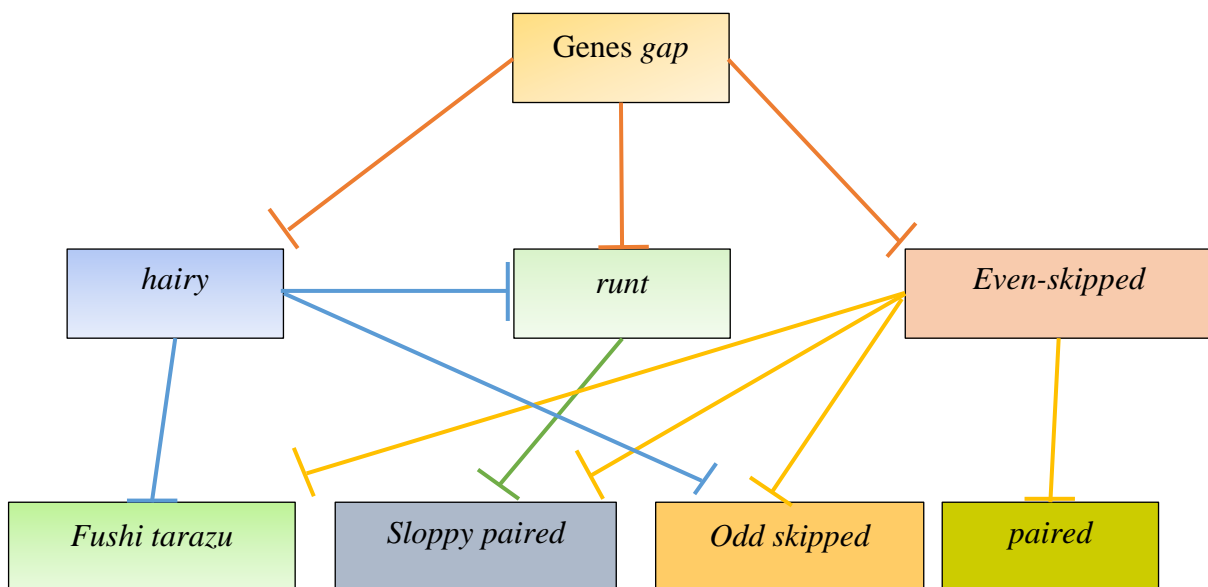 Genes gap
hairy
runt
Even-skipped
Fushi tarazu
Sloppy paired
Odd skipped
paired